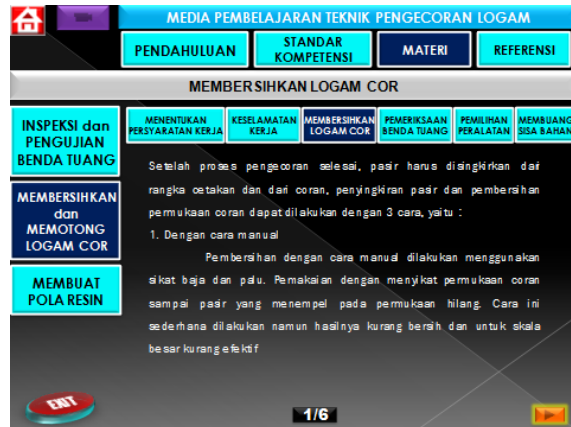 MEDIA PEMBELAJARAN TEKNIK PENGECORAN LOGAM
PENDAHULUAN
STANDAR
KOMPETENSI
MATERI
REFERENSI
MEMBERSIHKAN LOGAM COR
INSPEKSI dan
PENGUJIAN
BENDA TUANG
MEMBERSIHKAN
dan
MEMOTONG
LOGAM COR
MEMBUAT
POLA RESIN
MENENTUKAN
PERSYARATAN KERJA
KESELAMATAN
KERJA
MEMBERSIHKAN
LOGAM COR
PEMERIKSAAN
BENDA TUANG
PEMILIHAN
PERALATAN
MEMBUANG
SISA BAHAN
Setelah proses pengecoran selesai, pasir harus disingkirkan dari
rangka cetakan dan dari coran, penyingkiran pasir dan pembersihan
permukaan coran dapat dilakukan dengan 3 cara, yaitu :
1. Dengan cara manual
Pembersihan dengan cara manual dilakukan menggunakan
sikat baja dan palu. Pemakaian dengan menyikat permukaan coran
sampai pasir yang menempel pada permukaan hilang. Cara ini
sederhana dilakukan namun hasilnya kurang bersih dan untuk skala
besar kurang efektif
EXIT
1/6